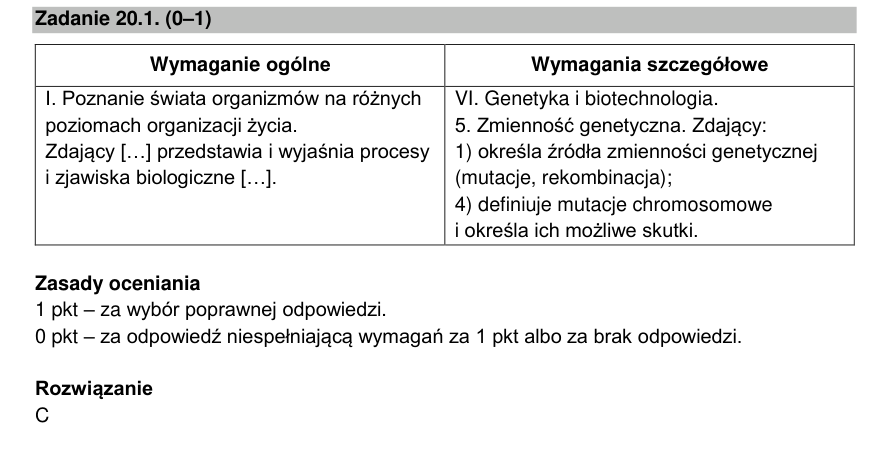 Zadanie 20.1. (0–1)
Wymaganie ogólne
Wymagania szczegółowe
I. Poznanie świata organizmów na różnych
poziomach organizacji życia.
Zdający […] przedstawia i wyjaśnia procesy
i zjawiska biologiczne […].
VI. Genetyka i biotechnologia.
5. Zmienność genetyczna. Zdający:
1) określa źródła zmienności genetycznej
(mutacje, rekombinacja);
4) definiuje mutacje chromosomowe
i określa ich możliwe skutki.
Zasady oceniania
1 pkt – za wybór poprawnej odpowiedzi.
0 pkt – za odpowiedź niespełniającą wymagań za 1 pkt albo za brak odpowiedzi.
Rozwiązanie
C